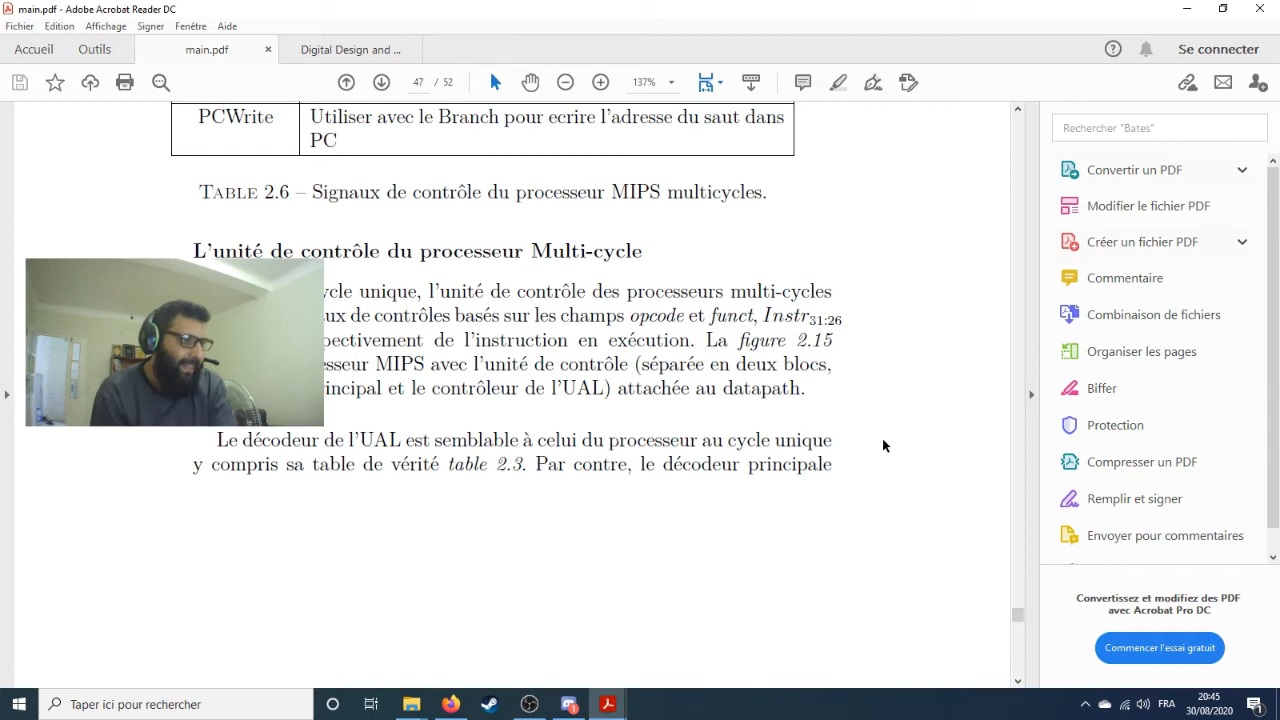 main.pdf - Adobe Acrobat Reader DC
Fichier Edition Affichage Signer Fenêtre Aide
Accueil Outils main.pdf × Digital Design and ... Se connecter
47 / 52 137%
PCWrite Utiliser avec le Branch pour ecrire l'adresse du saut dans
PC
TABLE 2.6 – Signaux de contrôle du processeur MIPS multicycles.
L'unité de contrôle du processeur Multi-cycle
ycle unique, l'unité de contrôle des processeurs multi-cycles
ux de contrôles basés sur les champs opcode et funct, Instr31:26
pectivement de l'instruction en exécution. La figure 2.15
sseur MIPS avec l'unité de contrôle (séparée en deux blocs,
incipal et le contrôleur de l'UAL) attachée au datapath.
Le décodeur de l'UAL est semblable à celui du processeur au cycle unique
y compris sa table de vérité table 2.3. Par contre, le décodeur principale
Rechercher "Bates"
Convertir un PDF
Modifier le fichier PDF
Créer un fichier PDF
Commentaire
Combinaison de fichiers
Organiser les pages
Biffer
Protection
Compresser un PDF
Remplir et signer
Envoyer pour commentaires
Convertissez et modifiez des PDF
avec Acrobat Pro DC
Commencer l'essai gratuit
Taper ici pour rechercher
FRA
20:45
30/08/2020
1